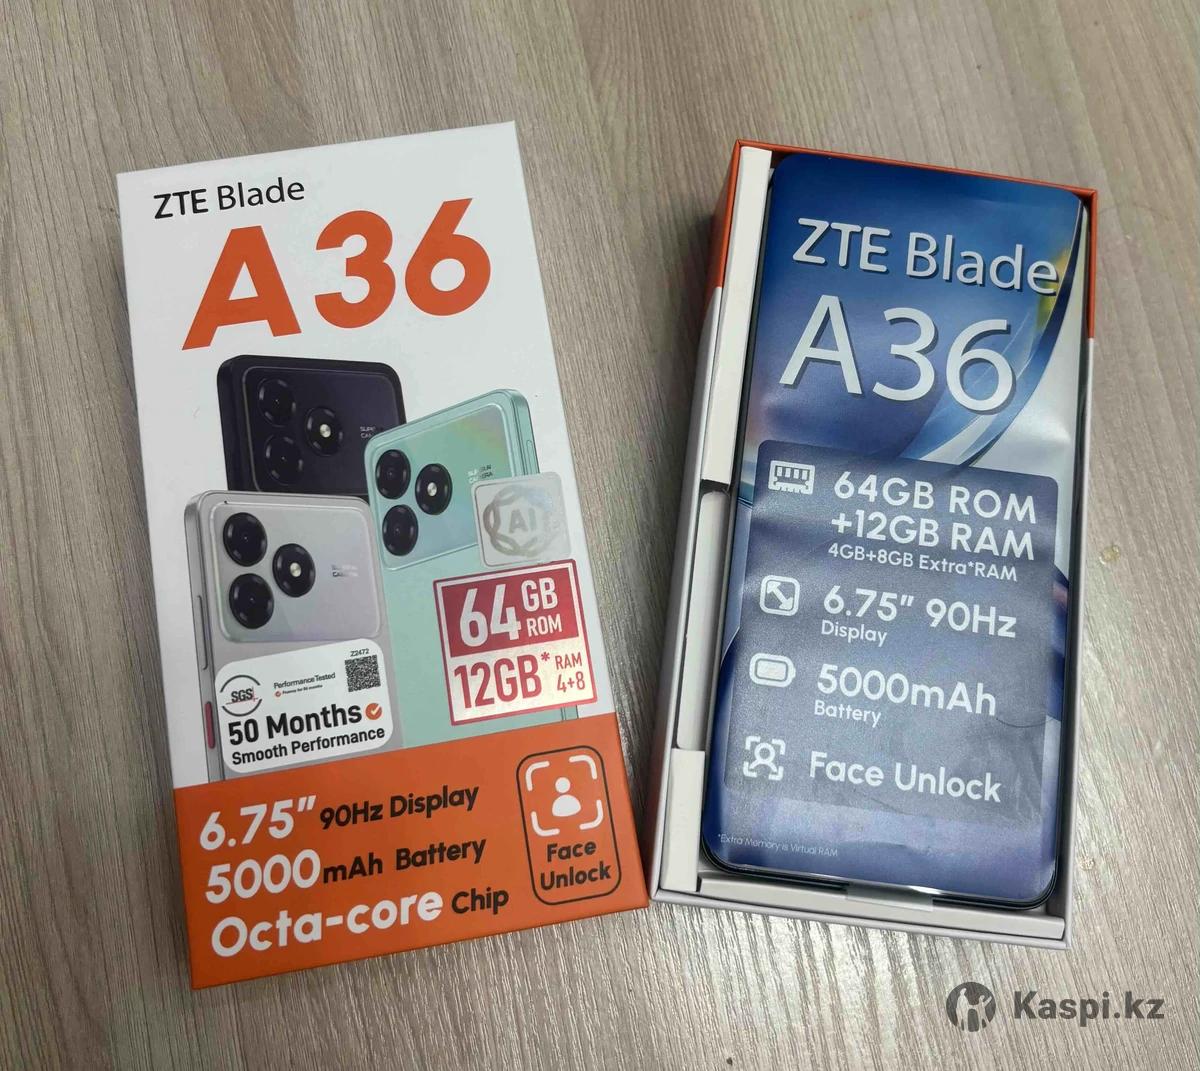 ZTE Blade
A36
SUPER
CAMERA
AI
64 GB
ROM
12GB* RAM
4+8
Z2472
SGS
Performance Tested
50 Months
Smooth Performance
6.75" 90Hz Display
5000mAh Battery
Octa-core Chip
Face
Unlock
ZTE Blade
A36
64GB ROM
+12GB RAM
4GB+8GB Extra*RAM
6.75" 90Hz
Display
5000mAh
Battery
Face Unlock
*Extra Memory is Virtual RAM
Kaspi.kz